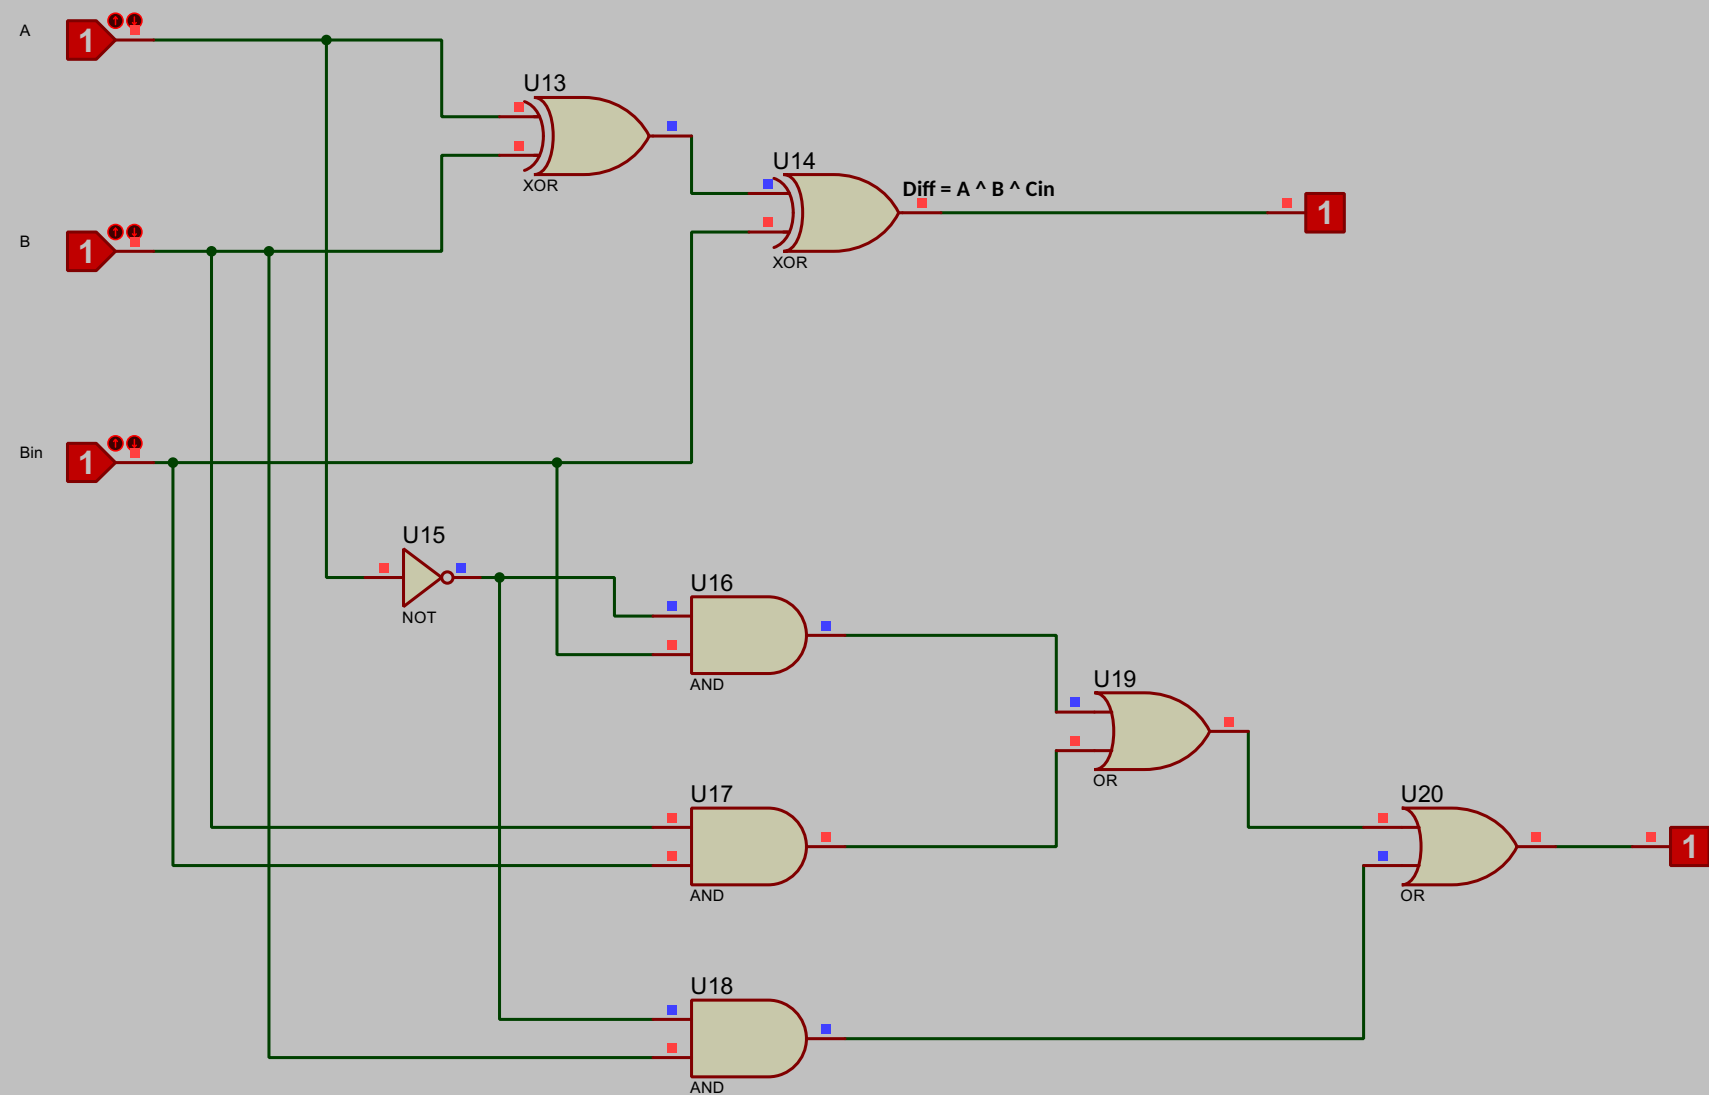 A
1
U13
XOR
U14
Diff = A ^ B ^ Cin
1
XOR
B
1
Bin
1
U15
NOT
U16
AND
U19
OR
U17
AND
U20
OR
1
U18
AND